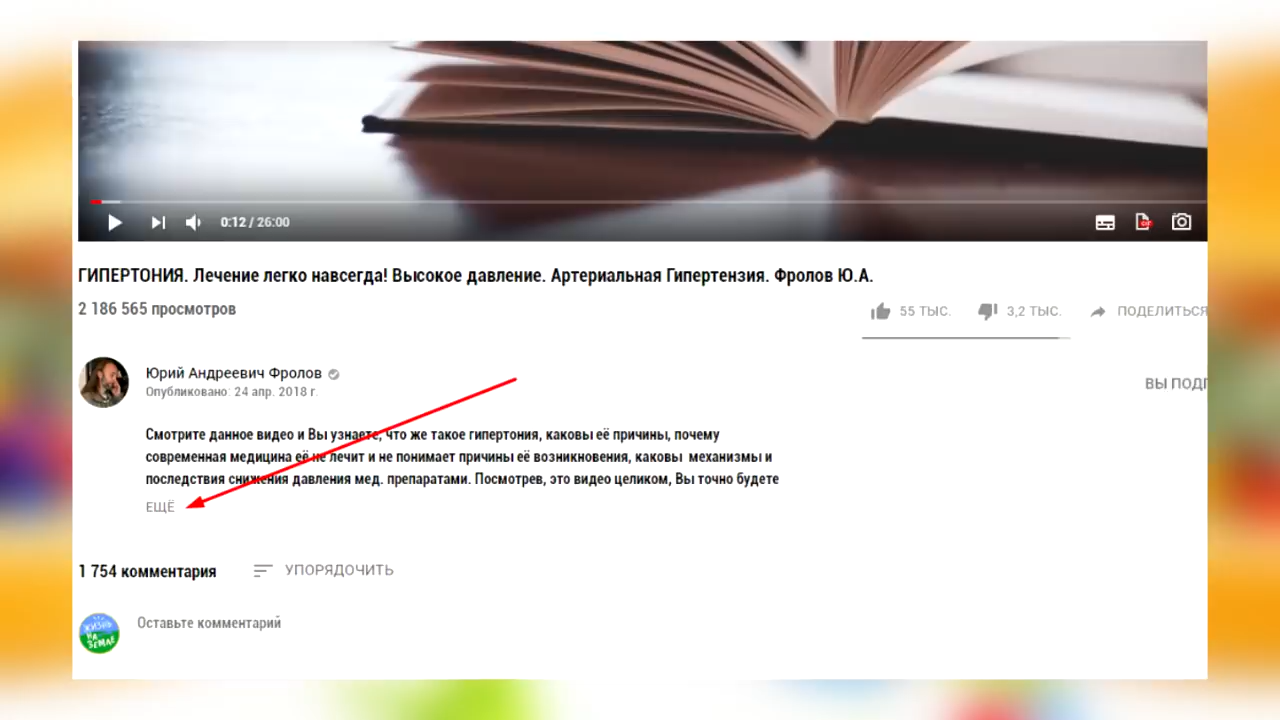 0:12 / 26:00
ГИПЕРТОНИЯ. Лечение легко навсегда! Высокое давление. Артериальная Гипертензия. Фролов Ю.А.
2 186 565 просмотров
55 ТЫС. 3,2 ТЫС. ПОДЕЛИТЬСЯ
Юрий Андреевич Фролов
Опубликовано: 24 апр. 2018 г.
ВЫ ПОДП
Смотрите данное видео и Вы узнаете, что же такое гипертония, каковы её причины, почему
современная медицина её не лечит и не понимает причины её возникновения, каковы механизмы и
последствия снижения давления мед. препаратами. Посмотрев, это видео целиком, Вы точно будете
ЕЩЁ
1 754 комментария УПОРЯДОЧИТЬ
ЖИЗНЬ
НА
ЗЕМЛЕ
Оставьте комментарий